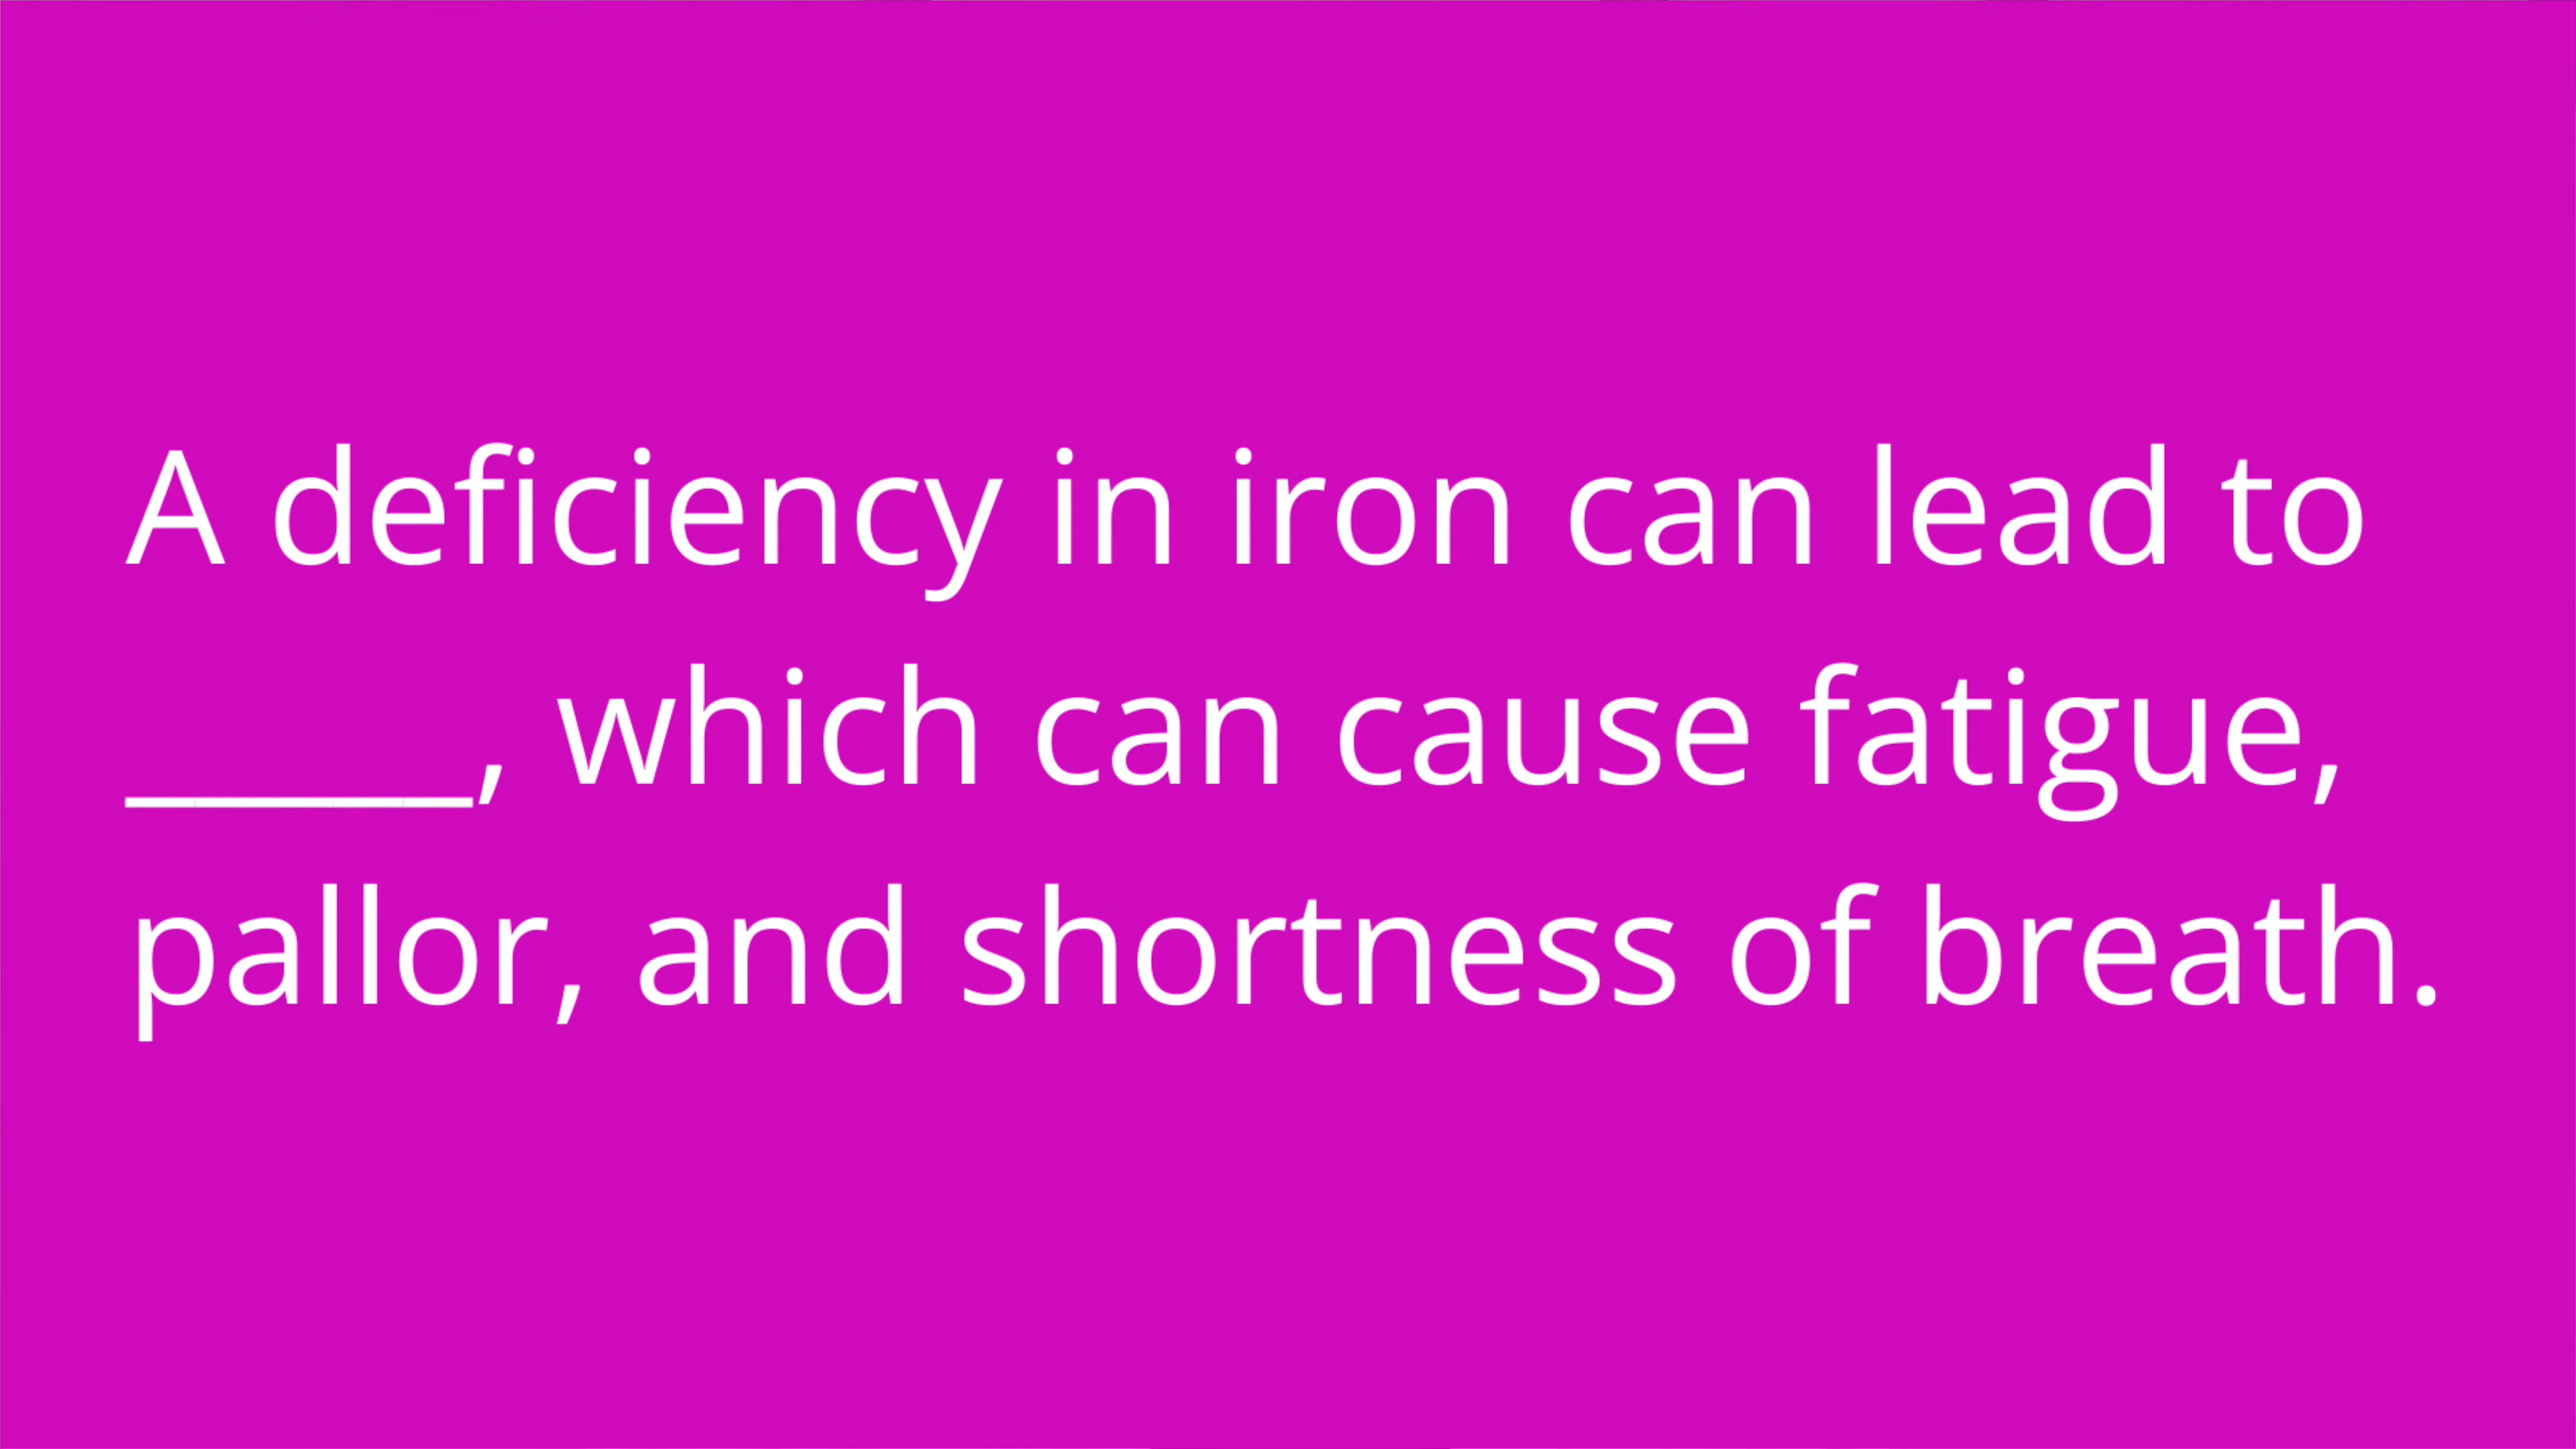 A deficiency in iron can lead to
_____, which can cause fatigue,
pallor, and shortness of breath.